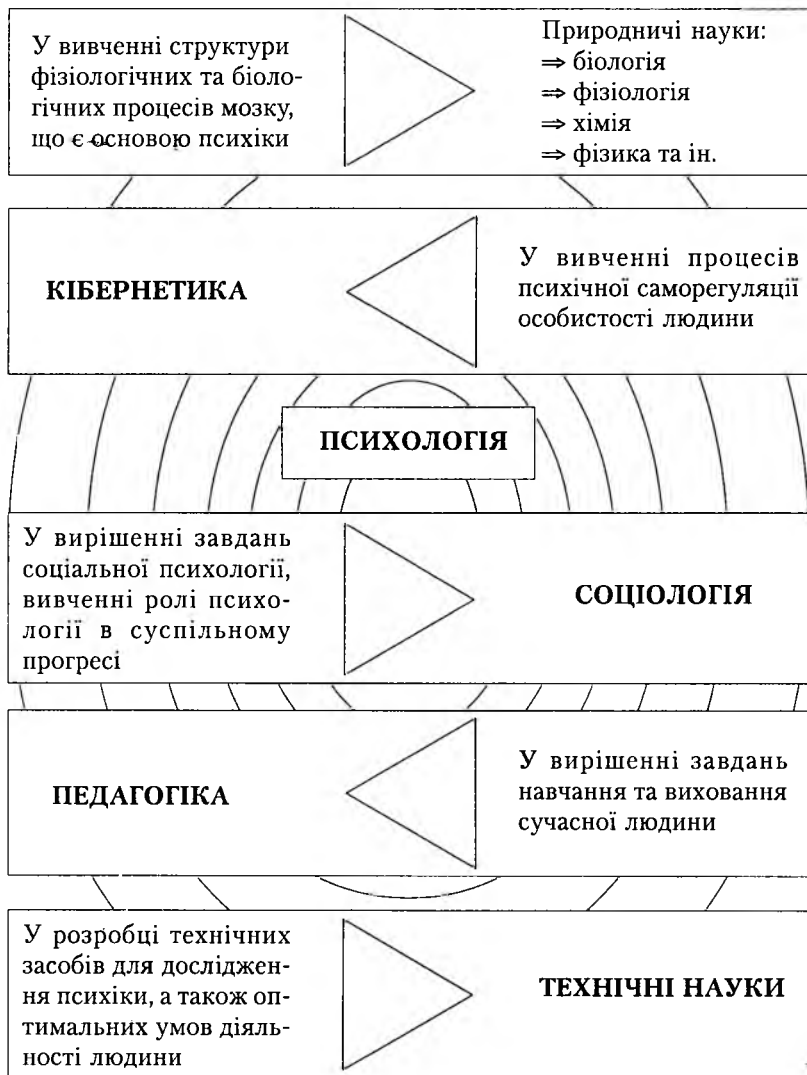 У вивченні структури
фізіологічних та біоло-
гічних процесів мозку,
що є основою психіки
Природничі науки:
⇒ біологія
⇒ фізіологія
⇒ хімія
⇒ фізика та ін.
КІБЕРНЕТИКА
У вивченні процесів
психічної саморегуляції
особистості людини
ПСИХОЛОГІЯ
У вирішенні завдань
соціальної психології,
вивченні ролі психо-
логії в суспільному
прогресі
СОЦІОЛОГІЯ
ПЕДАГОГІКА
У вирішенні завдань
навчання та виховання
сучасної людини
У розробці технічних
засобів для досліджен-
ня психіки, а також оп-
тимальних умов діяль-
ності людини
ТЕХНІЧНІ НАУКИ